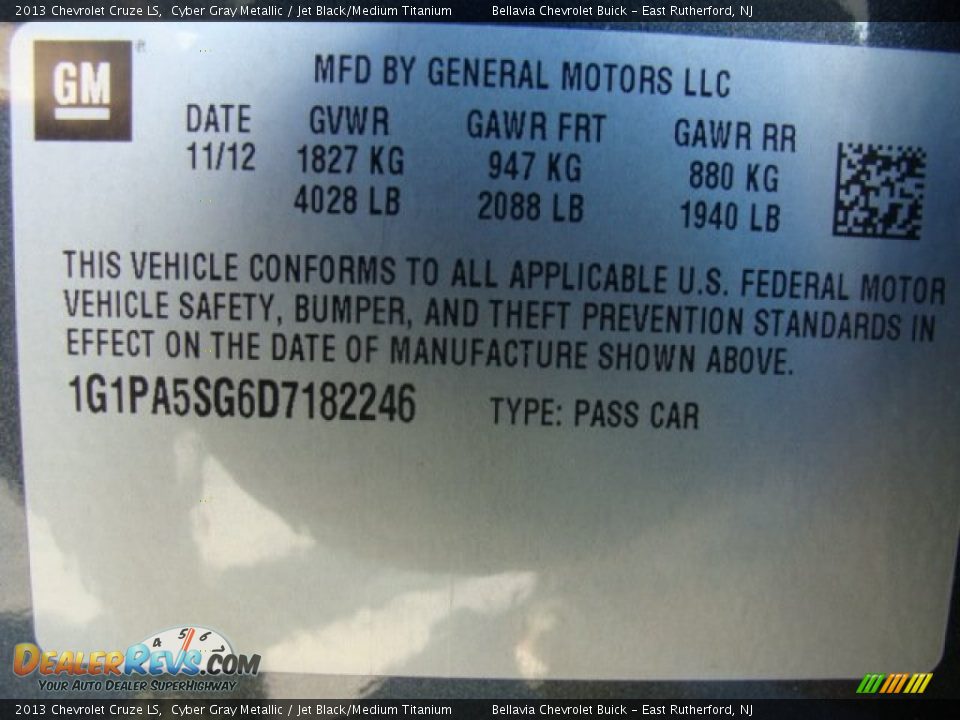 2013 Chevrolet Cruze LS, Cyber Gray Metallic / Jet Black/Medium Titanium Bellavia Chevrolet Buick - East Rutherford, NJ
GM ®
MFD BY GENERAL MOTORS LLC
DATE GVWR GAWR FRT GAWR RR
11/12 1827 KG 947 KG 880 KG
4028 LB 2088 LB 1940 LB
THIS VEHICLE CONFORMS TO ALL APPLICABLE U.S. FEDERAL MOTOR
VEHICLE SAFETY, BUMPER, AND THEFT PREVENTION STANDARDS IN
EFFECT ON THE DATE OF MANUFACTURE SHOWN ABOVE.
1G1PA5SG6D7182246 TYPE: PASS CAR
4 5 6 7
DEALERREVS.COM
YOUR AUTO DEALER SUPERHIGHWAY
2013 Chevrolet Cruze LS, Cyber Gray Metallic / Jet Black/Medium Titanium Bellavia Chevrolet Buick - East Rutherford, NJ